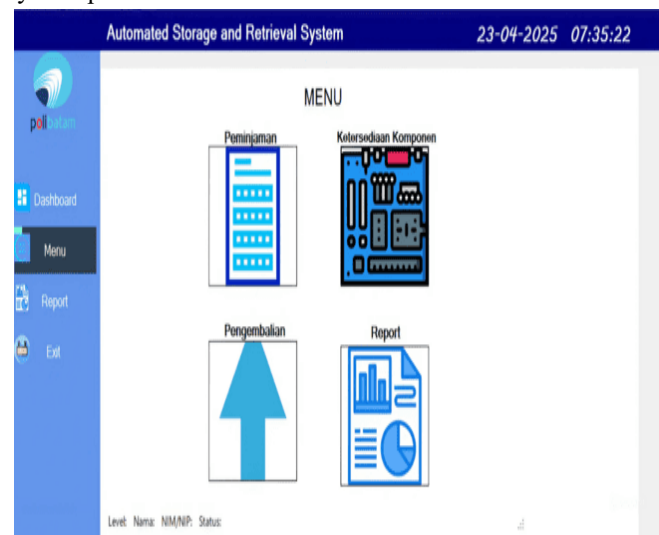 Automated Storage and Retrieval System
23-04-2025 07:35:22
polibatam
Dashboard
Menu
Report
Exit
MENU
Peminjaman
Ketersediaan Komponen
Pengembalian
Report
Level: Nama: NIM/NIP: Status: